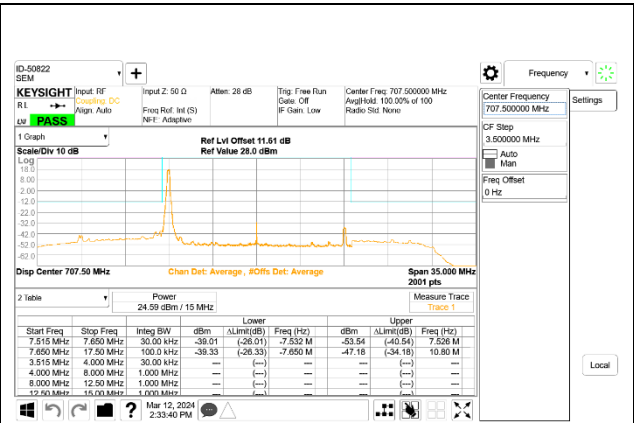 ID-50822
SEM
Frequency
KEYSIGHT
R L
PASS
Input: RF
Coupling: DC
Align: Auto
Input Z: 50 Ω
Freq Ref: Int (S)
NFE: Adaptive
Atten: 28 dB
Trig: Free Run
Gate: Off
IF Gain: Low
Center Freq: 707.500000 MHz
Avg|Hold: 100.00% of 100
Radio Std: None
Center Frequency
707.500000 MHz
Settings
CF Step
3.500000 MHz
Auto
Man
Freq Offset
0 Hz
1 Graph
Scale/Div 10 dB
Ref Lvl Offset 11.61 dB
Ref Value 28.0 dBm
Log
18.0
8.00
2.00
12.0
-22.0
-32.0
-42.0
-52.0
-62.0
Disp Center 707.50 MHz
Chan Det: Average , #Offs Det: Average
Span 35.000 MHz
2001 pts
2 Table
Power
24.59 dBm / 15 MHz
Measure Trace
Trace 1
Lower Upper
Start Freq Stop Freq Integ BW dBm ΔLimit(dB) Freq (Hz) dBm ΔLimit(dB) Freq (Hz)
7.515 MHz 7.650 MHz 30.00 kHz -39.01 (-26.01) -7.532 M -53.54 (-40.54) 7.526 M
7.650 MHz 17.50 MHz 100.0 kHz -39.33 (-26.33) -7.650 M -47.18 (-34.18) 10.80 M
3.515 MHz 4.000 MHz 30.00 kHz --- (---) --- --- (---) ---
4.000 MHz 8.000 MHz 1.000 MHz --- (---) --- --- (---) ---
8.000 MHz 12.50 MHz 1.000 MHz --- (---) --- --- (---) ---
12.50 MHz 15.00 MHz 1.000 MHz --- (---) --- --- (---) ---
Local
?
Mar 12, 2024
2:33:40 PM